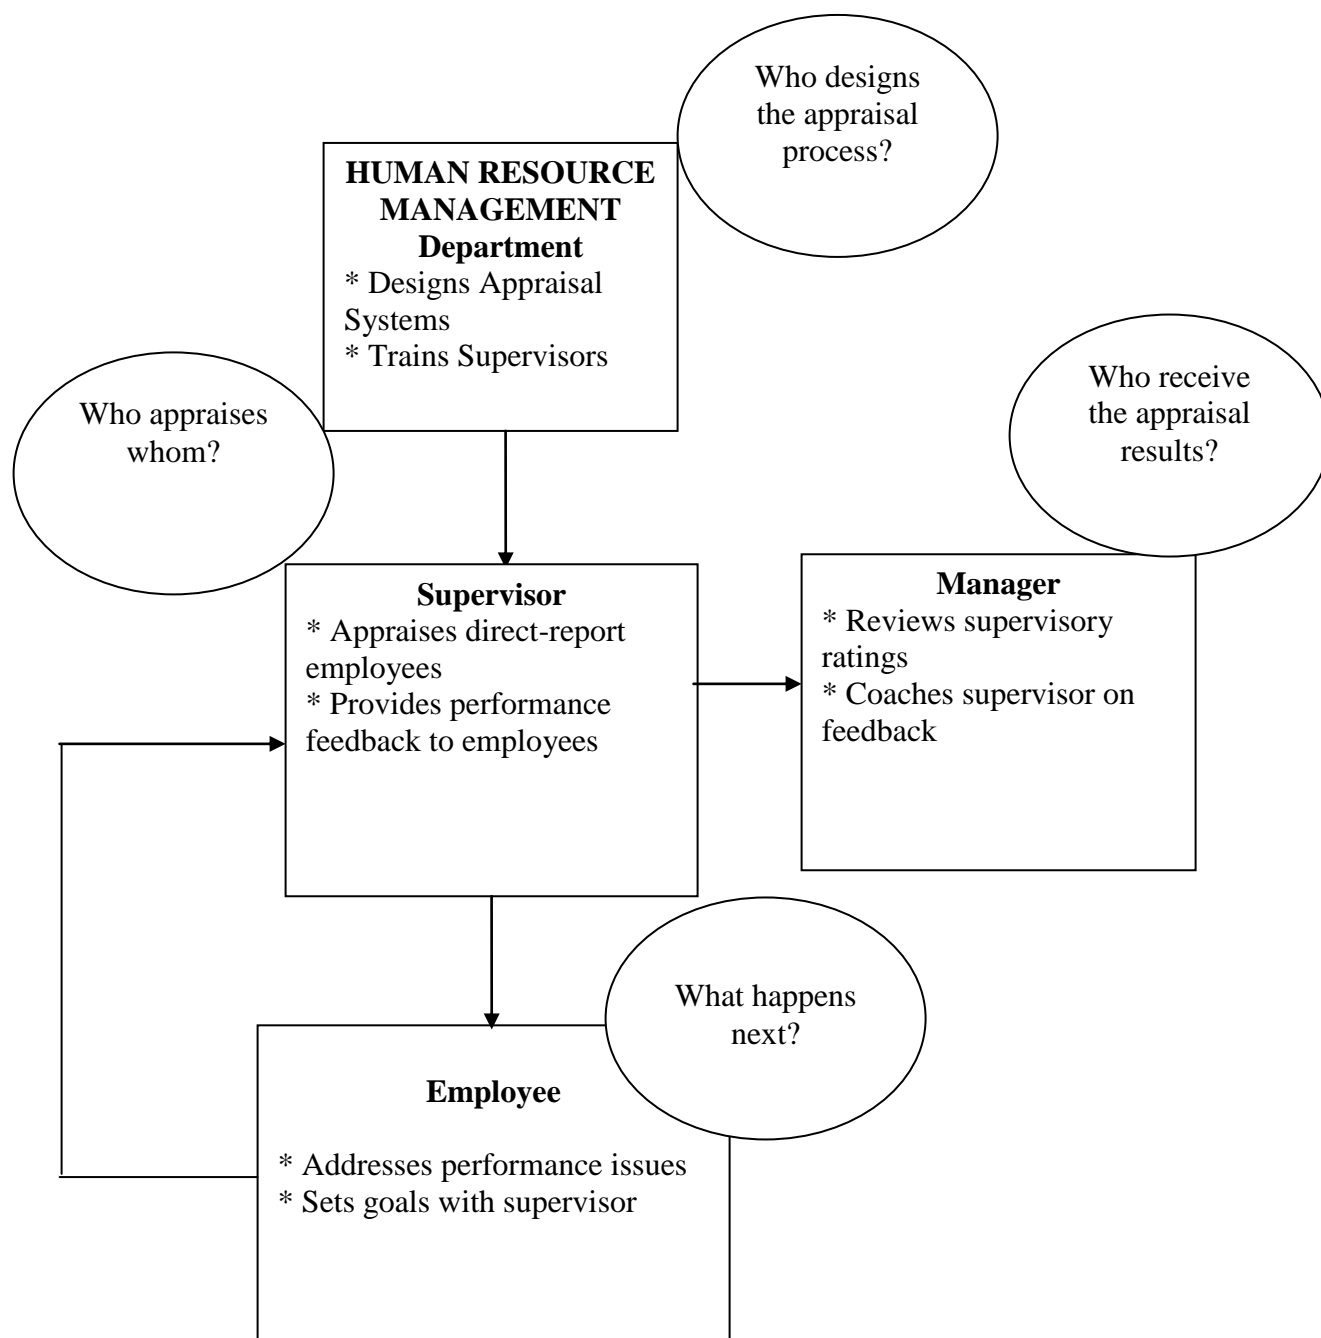 Who designs
the appraisal
process?
HUMAN RESOURCE
MANAGEMENT
Department
* Designs Appraisal
Systems
* Trains Supervisors
Who appraises
whom?
Who receive
the appraisal
results?
Supervisor
* Appraises direct-report
employees
* Provides performance
feedback to employees
Manager
* Reviews supervisory
ratings
* Coaches supervisor on
feedback
What happens
next?
Employee
* Addresses performance issues
* Sets goals with supervisor